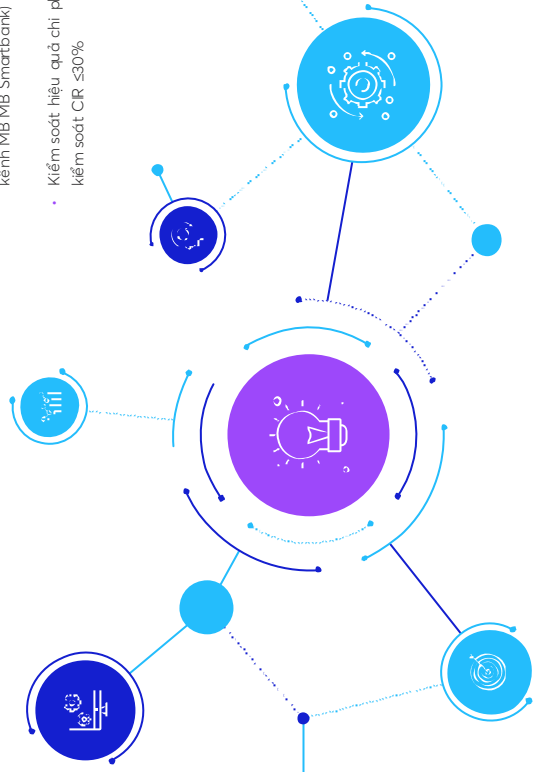 kênh MB MB Smartbank)
• Kiểm soát hiệu quả chi p
kiểm soát CIR ≤30%